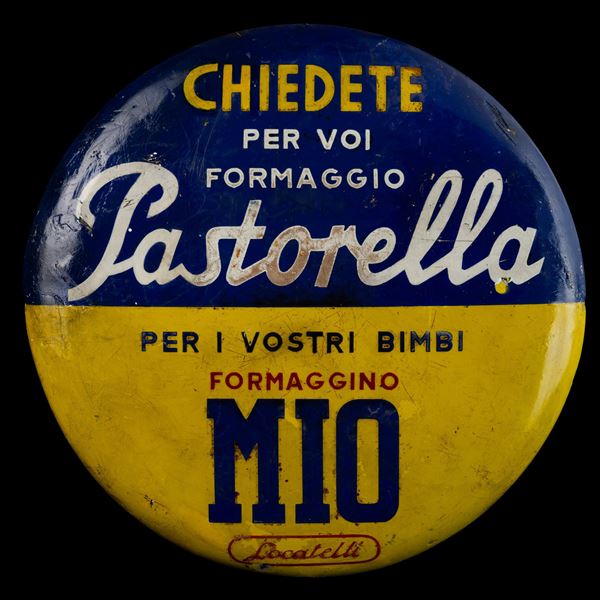 CHIEDETE
PER VOI
FORMAGGIO
Pastorella
PER I VOSTRI BIMBI
FORMAGGINO
MIO
Locatelli